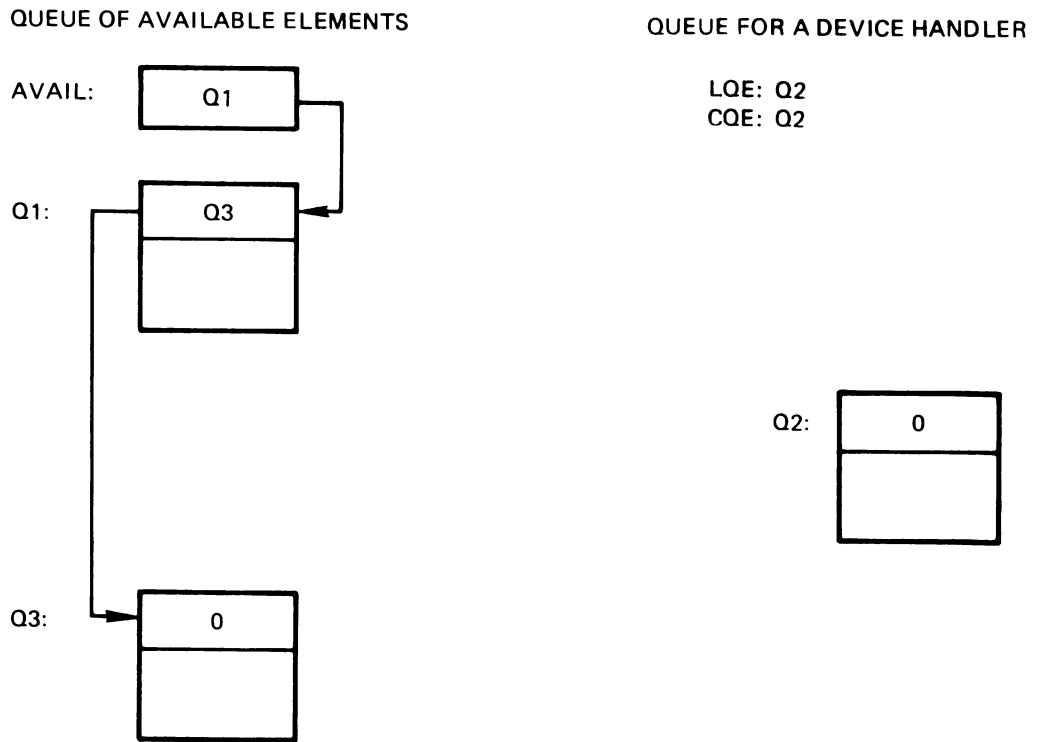 QUEUE OF AVAILABLE ELEMENTS
QUEUE FOR A DEVICE HANDLER
AVAIL: Q1
LQE: Q2
CQE: Q2
Q1: Q3
Q2: 0
Q3: 0